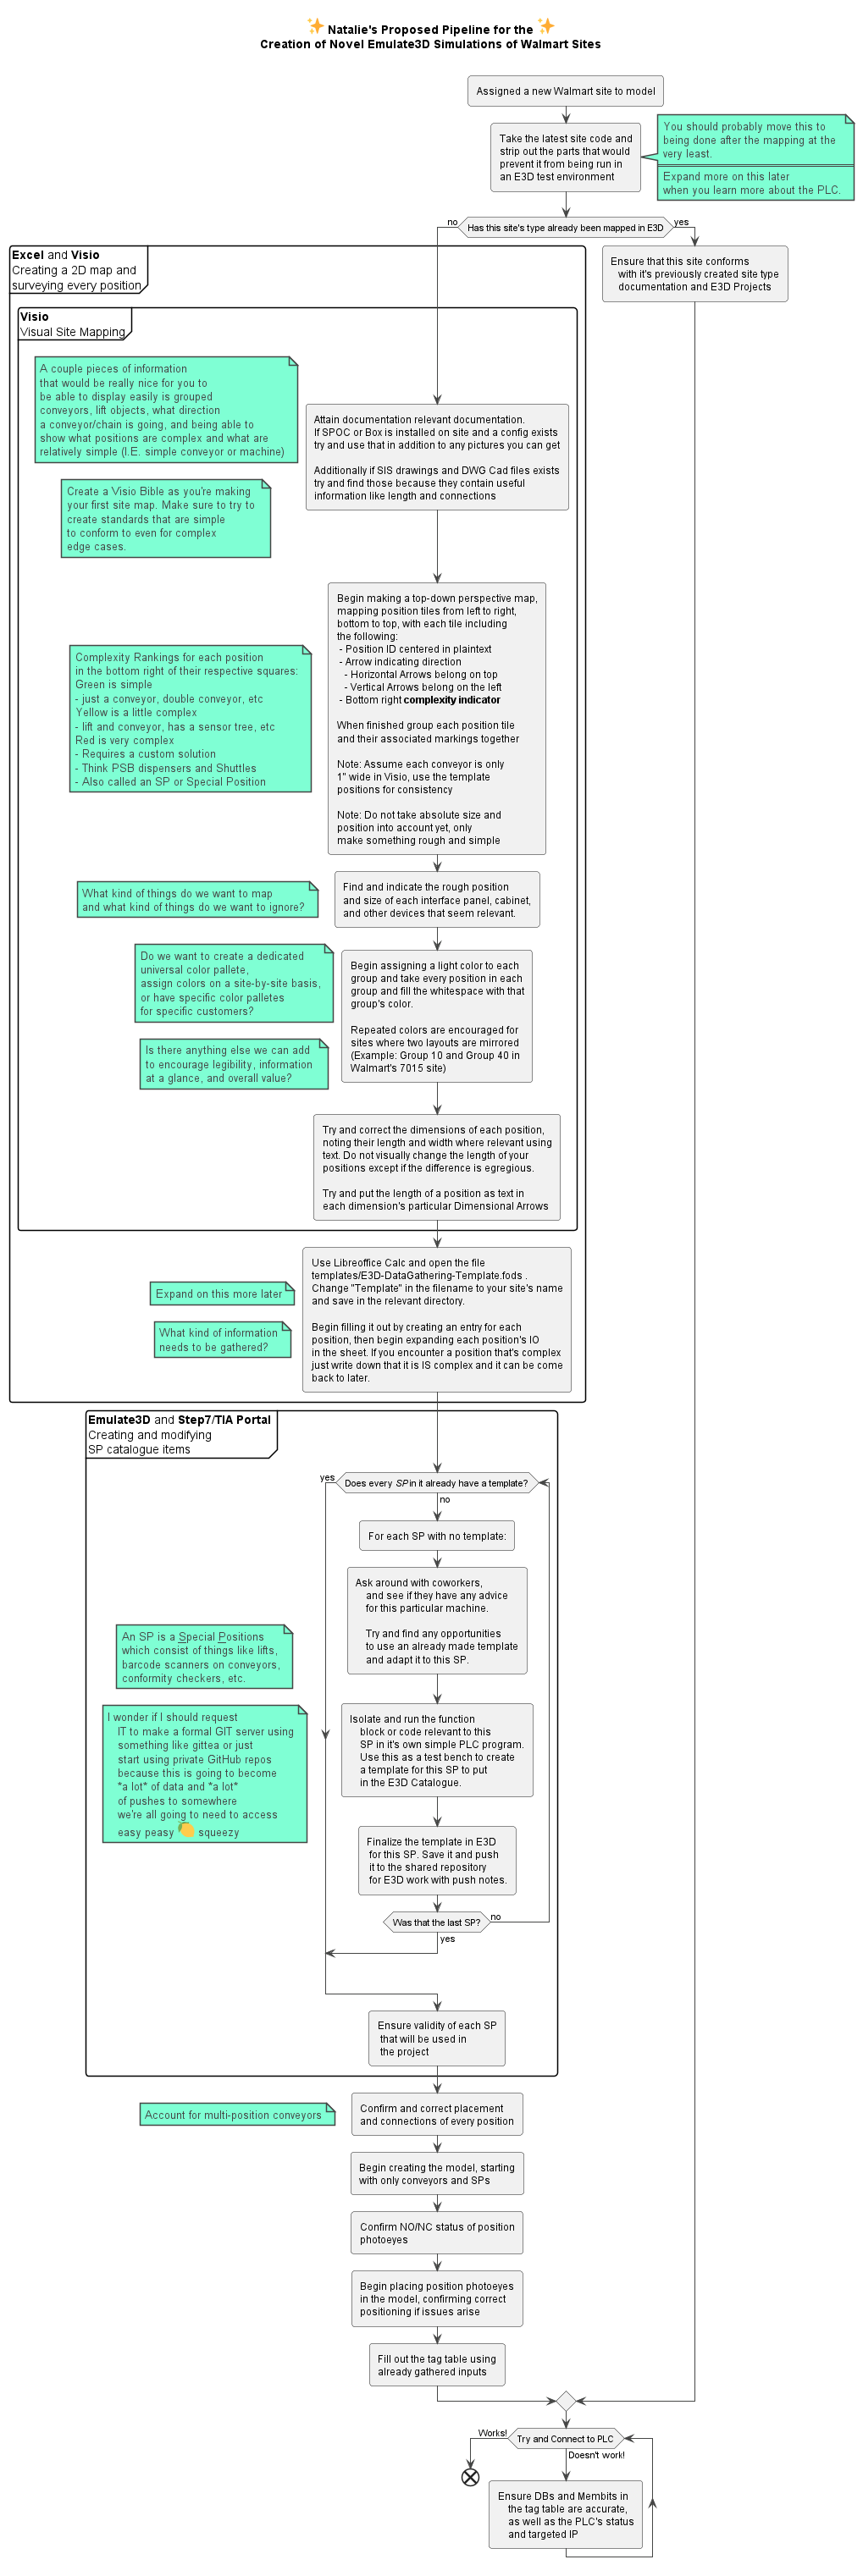 ✨ Natalie's Proposed Pipeline for the ✨
Creation of Novel Emulate3D Simulations of Walmart Sites
Assigned a new Walmart site to model
Take the latest site code and
strip out the parts that would
prevent it from being run in
an E3D test environment
You should probably move this to
being done after the mapping at the
very least.
Expand more on this later
when you learn more about the PLC.
no
Has this site's type already been mapped in E3D
yes
Ensure that this site conforms
with it's previously created site type
documentation and E3D Projects
Excel and Visio
Creating a 2D map and
surveying every position
Visio
Visual Site Mapping
A couple pieces of information
that would be really nice for you to
be able to display easily is grouped
conveyors, lift objects, what direction
a conveyor/chain is going, and being able to
show what positions are complex and what are
relatively simple (I.E. simple conveyor or machine)
Create a Visio Bible as you're making
your first site map. Make sure to try to
create standards that are simple
to conform to even for complex
edge cases.
Attain documentation relevant documentation.
If SPOC or Box is installed on site and a config exists
try and use that in addition to any pictures you can get
Additionally if SIS drawings and DWG Cad files exists
try and find those because they contain useful
information like length and connections
Complexity Rankings for each position
in the bottom right of their respective squares:
Green is simple
- just a conveyor, double conveyor, etc
Yellow is a little complex
- lift and conveyor, has a sensor tree, etc
Red is very complex
- Requires a custom solution
- Think PSB dispensers and Shuttles
- Also called an SP or Special Position
Begin making a top-down perspective map,
mapping position tiles from left to right,
bottom to top, with each tile including
the following:
- Position ID centered in plaintext
- Arrow indicating direction
- Horizontal Arrows belong on top
- Vertical Arrows belong on the left
- Bottom right complexity indicator
When finished group each position tile
and their associated markings together
Note: Assume each conveyor is only
1" wide in Visio, use the template
positions for consistency
Note: Do not take absolute size and
position into account yet, only
make something rough and simple
What kind of things do we want to map
and what kind of things do we want to ignore?
Find and indicate the rough position
and size of each interface panel, cabinet,
and other devices that seem relevant.
Do we want to create a dedicated
universal color pallete,
assign colors on a site-by-site basis,
or have specific color palletes
for specific customers?
Is there anything else we can add
to encourage legibility, information
at a glance, and overall value?
Begin assigning a light color to each
group and take every position in each
group and fill the whitespace with that
group's color.
Repeated colors are encouraged for
sites where two layouts are mirrored
(Example: Group 10 and Group 40 in
Walmart's 7015 site)
Try and correct the dimensions of each position,
noting their length and width where relevant using
text. Do not visually change the length of your
positions except if the difference is egregious.
Try and put the length of a position as text in
each dimension's particular Dimensional Arrows
Expand on this more later
What kind of information
needs to be gathered?
Use Libreoffice Calc and open the file
templates/E3D-DataGathering-Template.fods .
Change "Template" in the filename to your site's name
and save in the relevant directory.
Begin filling it out by creating an entry for each
position, then begin expanding each position's IO
in the sheet. If you encounter a position that's complex
just write down that it is IS complex and it can be come
back to later.
Emulate3D and Step7/TIA Portal
Creating and modifying
SP catalogue items
yes
Does every SP in it already have a template?
no
For each SP with no template:
Ask around with coworkers,
and see if they have any advice
for this particular machine.
Try and find any opportunities
to use an already made template
and adapt it to this SP.
An SP is a Special Positions
which consist of things like lifts,
barcode scanners on conveyors,
conformity checkers, etc.
I wonder if I should request
IT to make a formal GIT server using
something like gittea or just
start using private GitHub repos
because this is going to become
*a lot* of data and *a lot*
of pushes to somewhere
we're all going to need to access
easy peasy 🍋 squeezy
Isolate and run the function
block or code relevant to this
SP in it's own simple PLC program.
Use this as a test bench to create
a template for this SP to put
in the E3D Catalogue.
Finalize the template in E3D
for this SP. Save it and push
it to the shared repository
for E3D work with push notes.
Was that the last SP?
no
yes
Ensure validity of each SP
that will be used in
the project
Account for multi-position conveyors
Confirm and correct placement
and connections of every position
Begin creating the model, starting
with only conveyors and SPs
Confirm NO/NC status of position
photoeyes
Begin placing position photoeyes
in the model, confirming correct
positioning if issues arise
Fill out the tag table using
already gathered inputs
Works!
Try and Connect to PLC
Doesn't work!
Ensure DBs and Membits in
the tag table are accurate,
as well as the PLC's status
and targeted IP